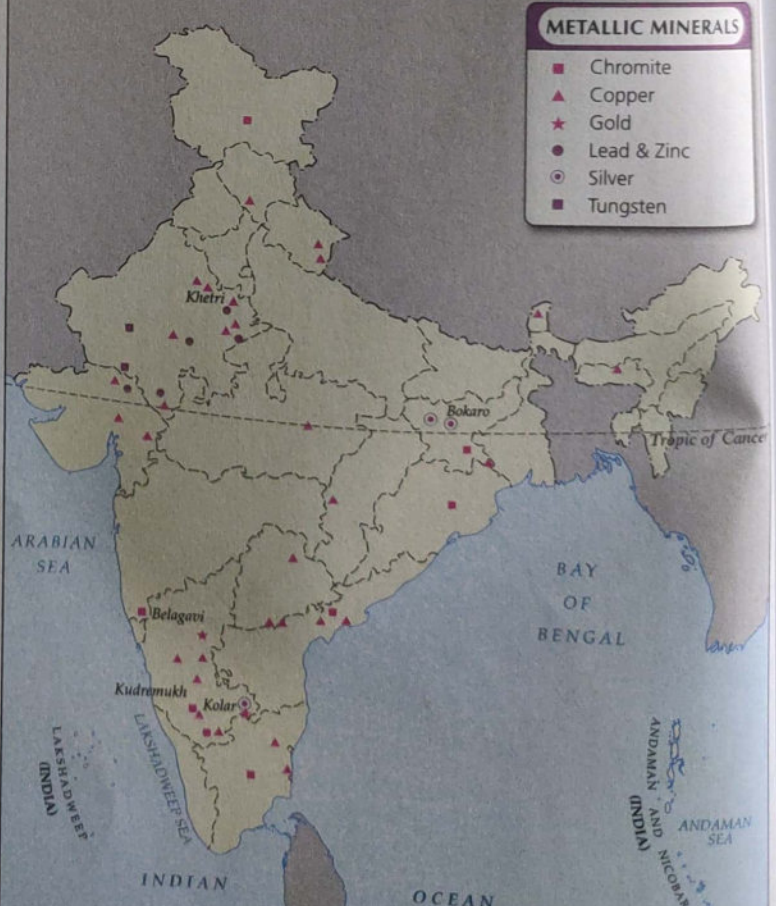 METALLIC MINERALS
Chromite
Copper
Gold
Lead & Zinc
Silver
Tungsten
Khetri
Bokaro
Tropic of Cance
ARABIAN
SEA
BAY
OF
BENGAL
Belagavi
Kudremukh
Kolar
LAKSHADWEEP
(INDIA)
LAKSHADWEEP SEA
ANDAMAN AND NICOBAR
(INDIA)
ANDAMAN
SEA
INDIAN
OCEAN